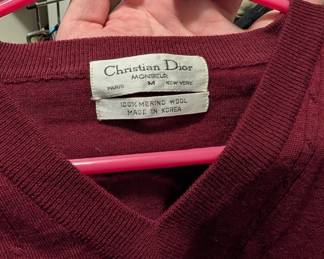 Christian Dior
MONSIEUR
PARIS M NEW YORK
100% MERINO WOOL
MADE IN KOREA